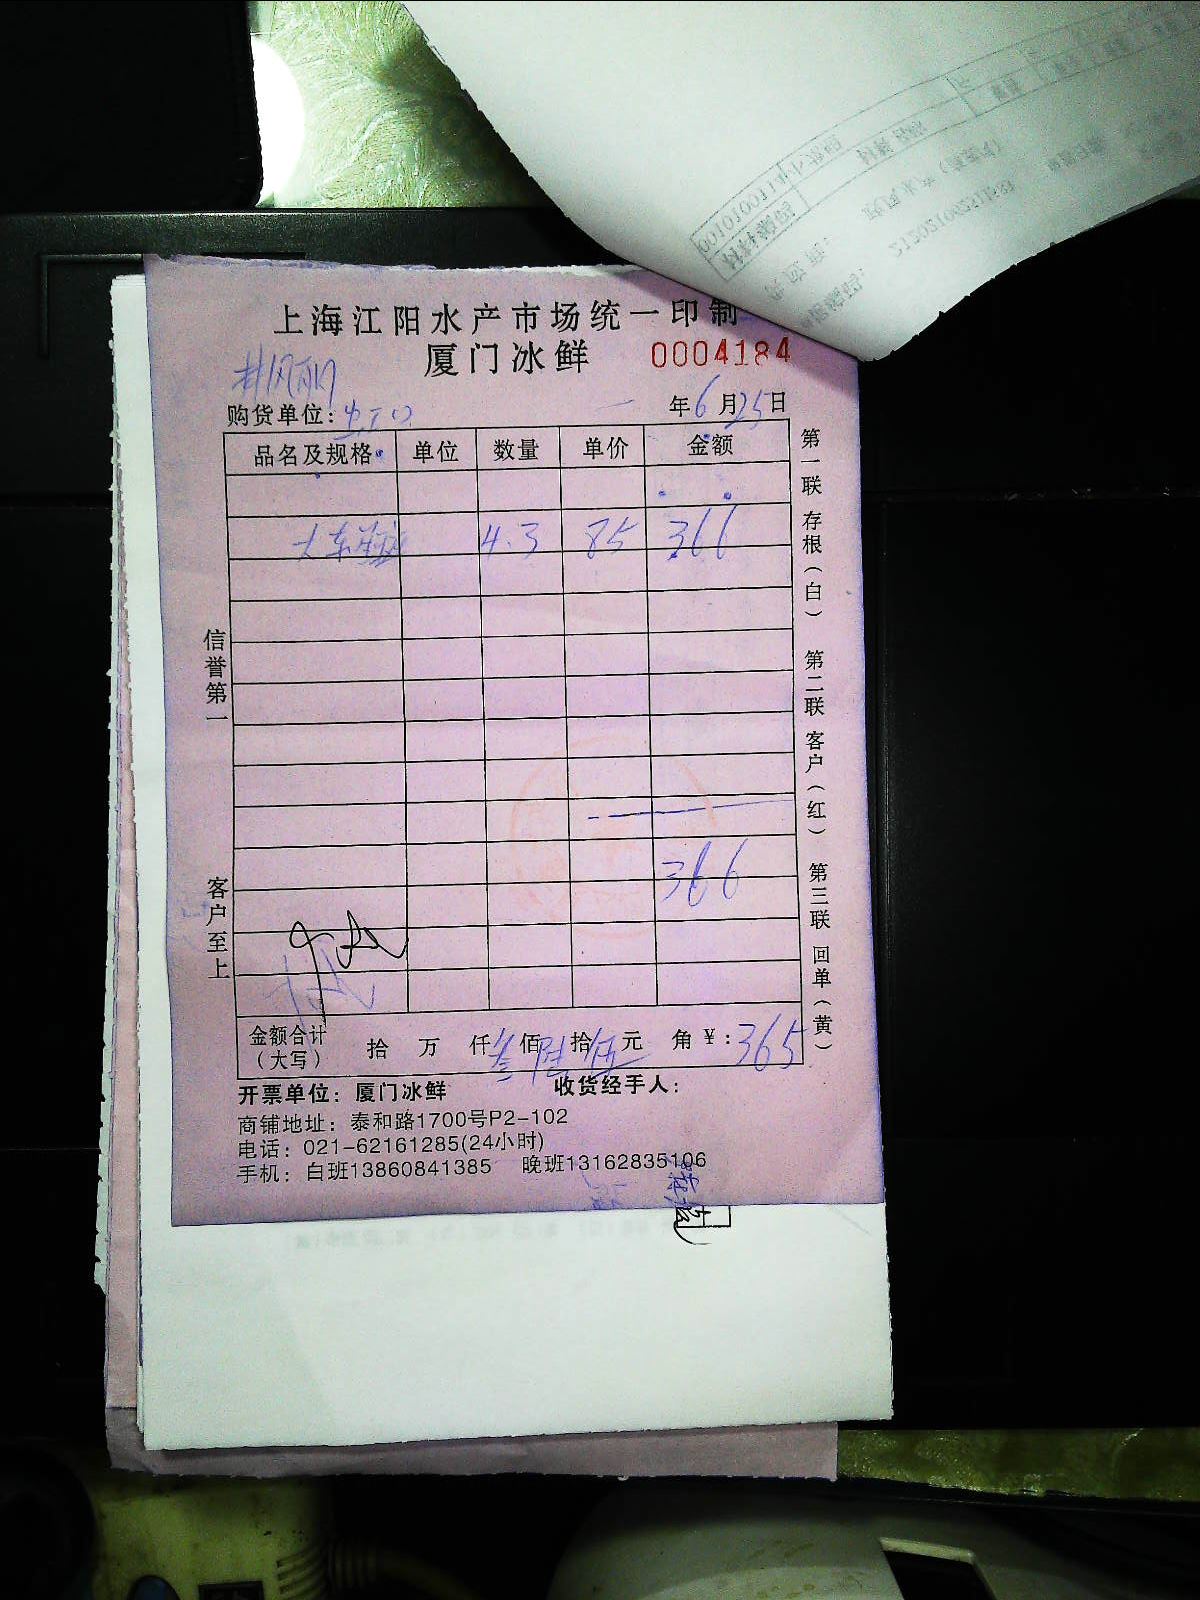 上海江阳水产市场统一印制
厦门冰鲜 0004184
购货单位: 年6月25日
品名及规格 单位 数量 单价 金额
大 4.3 85 366
366
金额合计(大写) 拾 万 仟叁佰陆拾伍元 角 ¥:365
开票单位: 厦门冰鲜 收货经手人:
商铺地址: 泰和路1700号P2-102
电话: 021-62161285(24小时)
手机: 白班13860841385 晚班13162835106
信誉第一
客户至上
第一联 存根(白) 第二联 客户(红) 第三联 回单(黄)